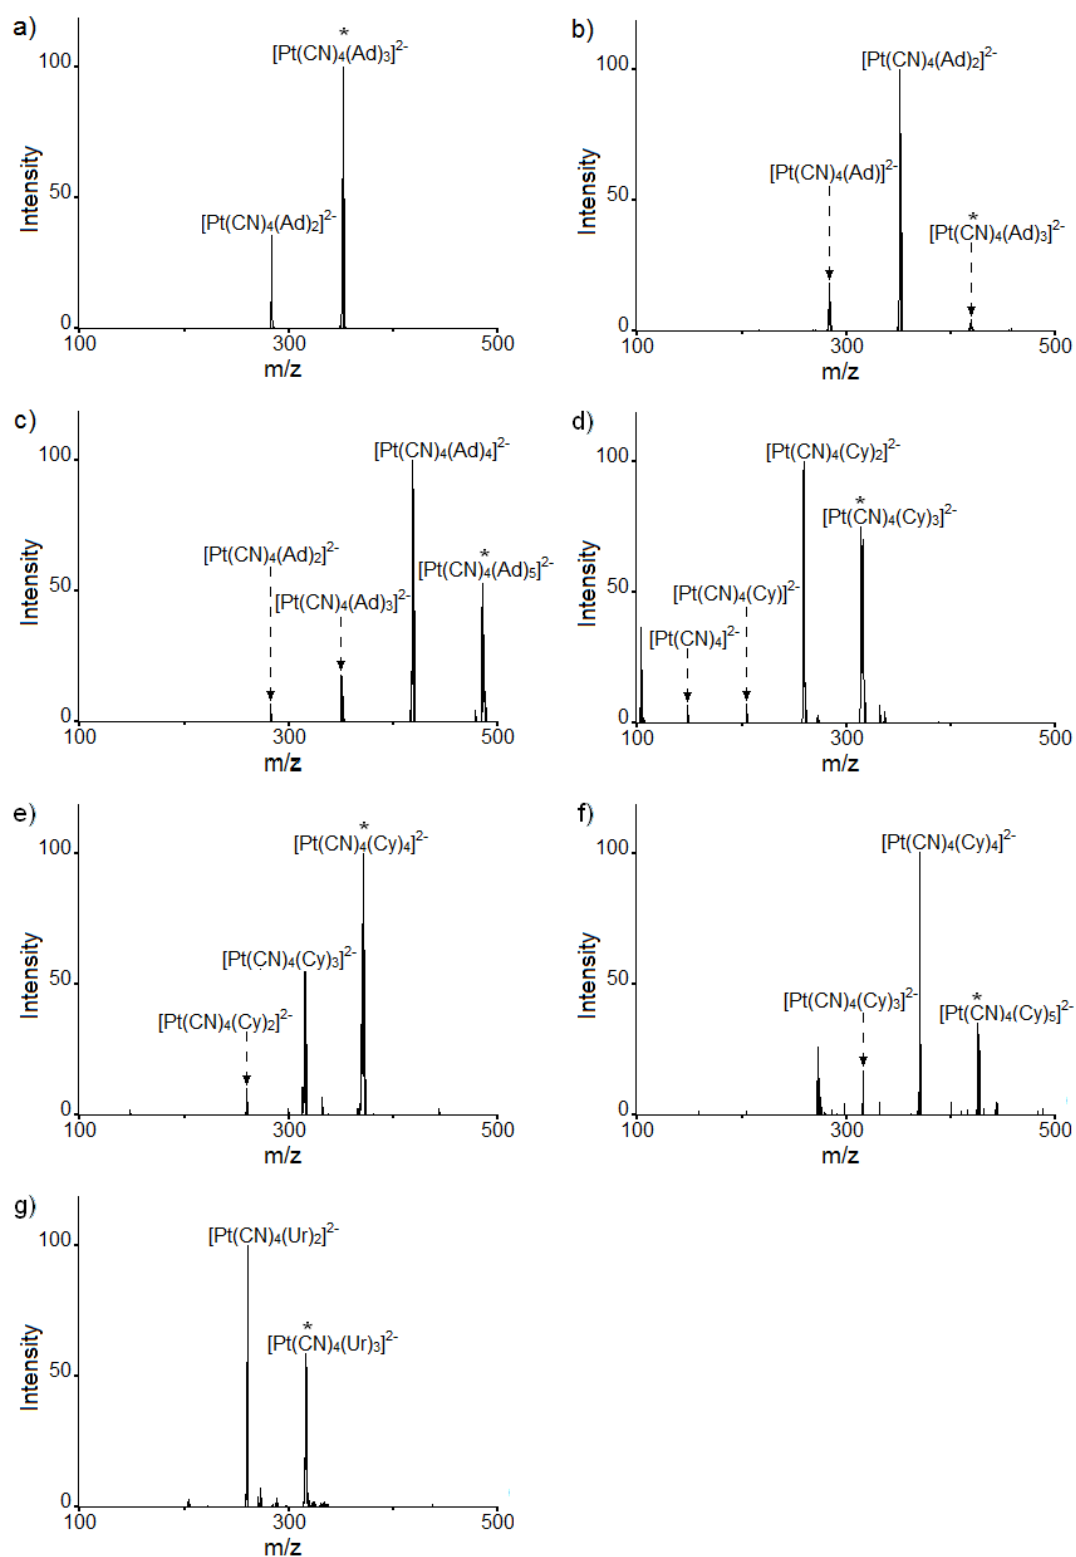 a)
*
[Pt(CN)₄(Ad)₃]²⁻
[Pt(CN)₄(Ad)₂]²⁻
100
50
0
Intensity
100 300 500
m/z
b)
[Pt(CN)₄(Ad)₂]²⁻
[Pt(CN)₄(Ad)]²⁻
*
[Pt(CN)₄(Ad)₃]²⁻
100
50
0
Intensity
100 300 500
m/z
c)
[Pt(CN)₄(Ad)₄]²⁻
[Pt(CN)₄(Ad)₂]²⁻
*
[Pt(CN)₄(Ad)₅]²⁻
[Pt(CN)₄(Ad)₃]²⁻
100
50
0
Intensity
100 300 500
m/z
d)
[Pt(CN)₄(Cy)₂]²⁻
*
[Pt(CN)₄(Cy)₃]²⁻
[Pt(CN)₄(Cy)]²⁻
[Pt(CN)₄]²⁻
100
50
0
Intensity
100 300 500
m/z
e)
*
[Pt(CN)₄(Cy)₄]²⁻
[Pt(CN)₄(Cy)₃]²⁻
[Pt(CN)₄(Cy)₂]²⁻
100
50
0
Intensity
100 300 500
m/z
f)
[Pt(CN)₄(Cy)₄]²⁻
[Pt(CN)₄(Cy)₃]²⁻
*
[Pt(CN)₄(Cy)₅]²⁻
100
50
0
Intensity
100 300 500
m/z
g)
[Pt(CN)₄(Ur)₂]²⁻
*
[Pt(CN)₄(Ur)₃]²⁻
100
50
0
Intensity
100 300 500
m/z